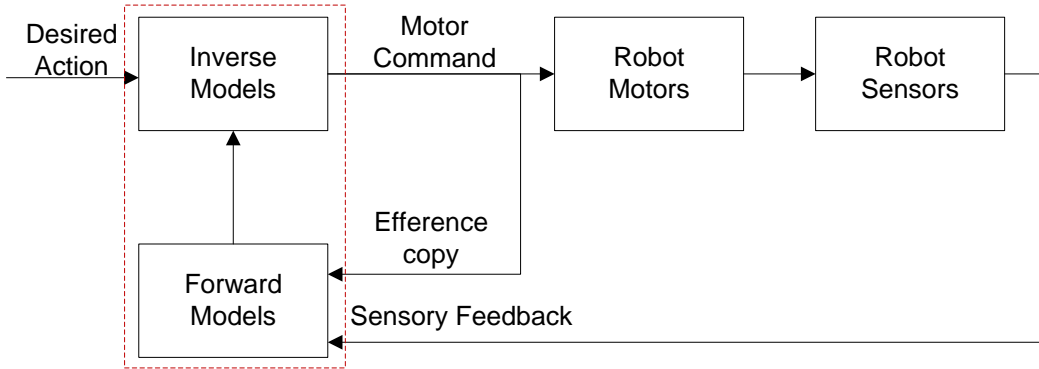 Desired
Action
Inverse
Models
Motor
Command
Robot
Motors
Robot
Sensors
Efference
copy
Forward
Models
Sensory Feedback